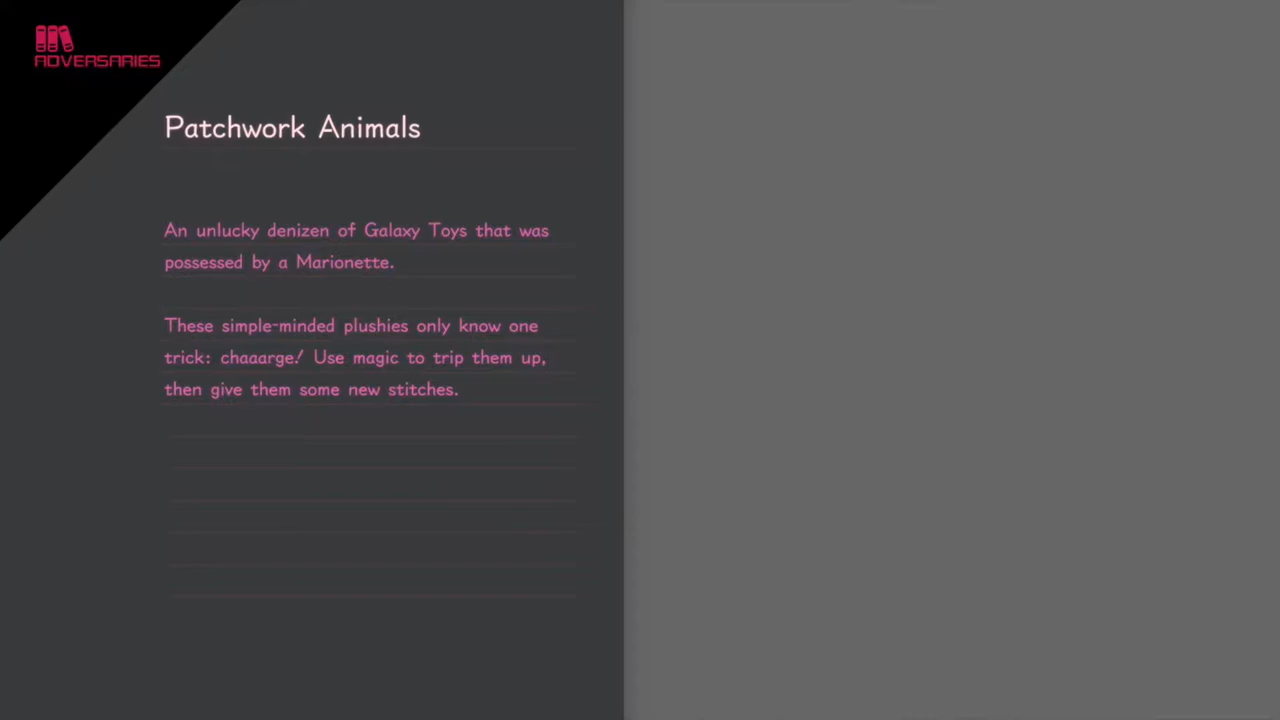 ADVERSARIES
Patchwork Animals
An unlucky denizen of Galaxy Toys that was
possessed by a Marionette.
These simple-minded plushies only know one
trick: chaaarge! Use magic to trip them up,
then give them some new stitches.